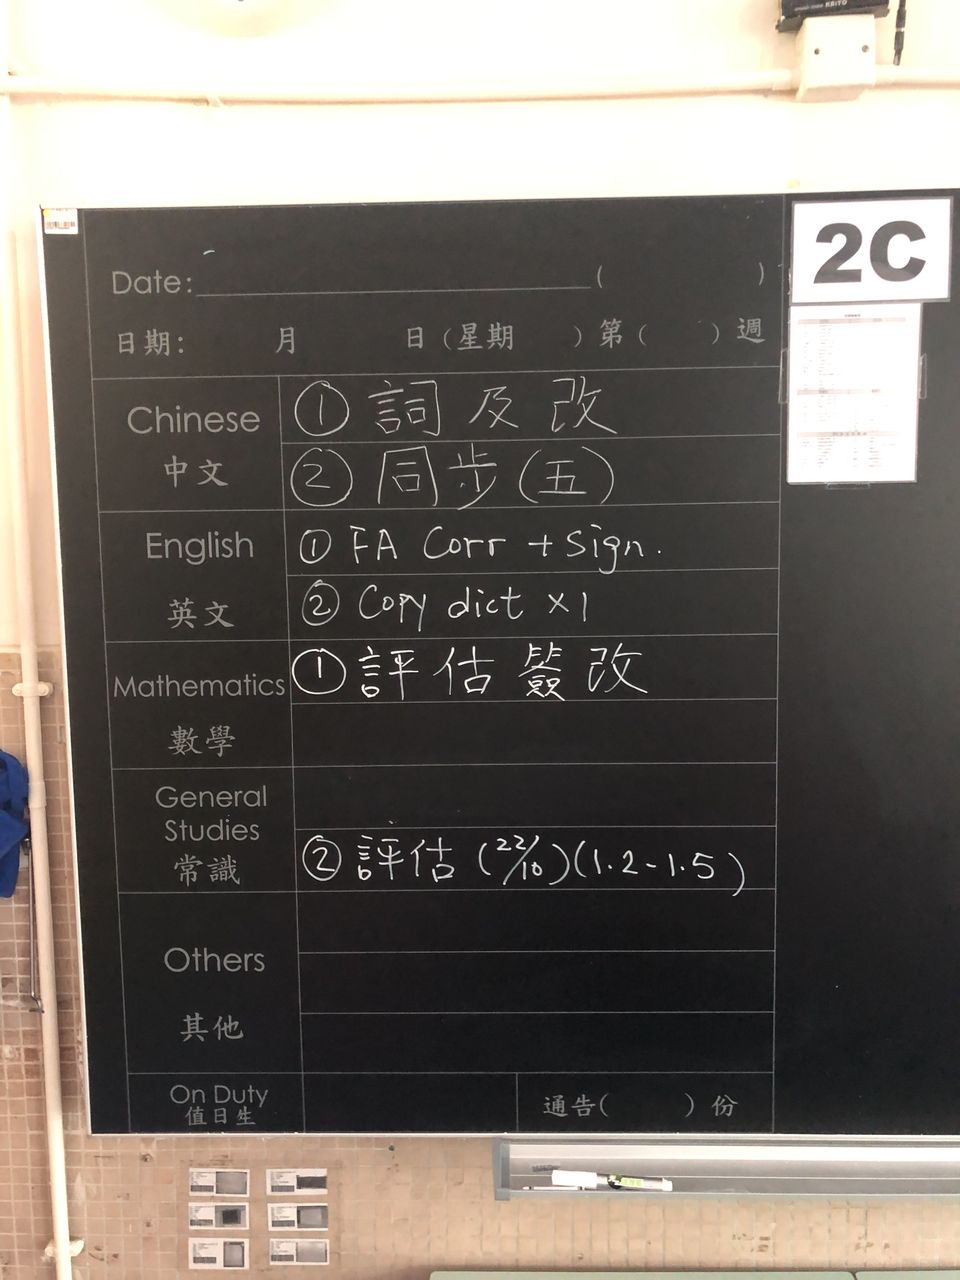 KAITO
2C
Date: ( )
日期: 月 日(星期 )第( )週
Chinese
中文
① 詞及改
② 同步(五)
English
英文
① FA Corr + sign.
② Copy dict x1
Mathematics
數學
① 評估簽改
General
Studies
常識
② 評估(22/10)(1.2-1.5)
Others
其他
On Duty
值日生
通告( )份